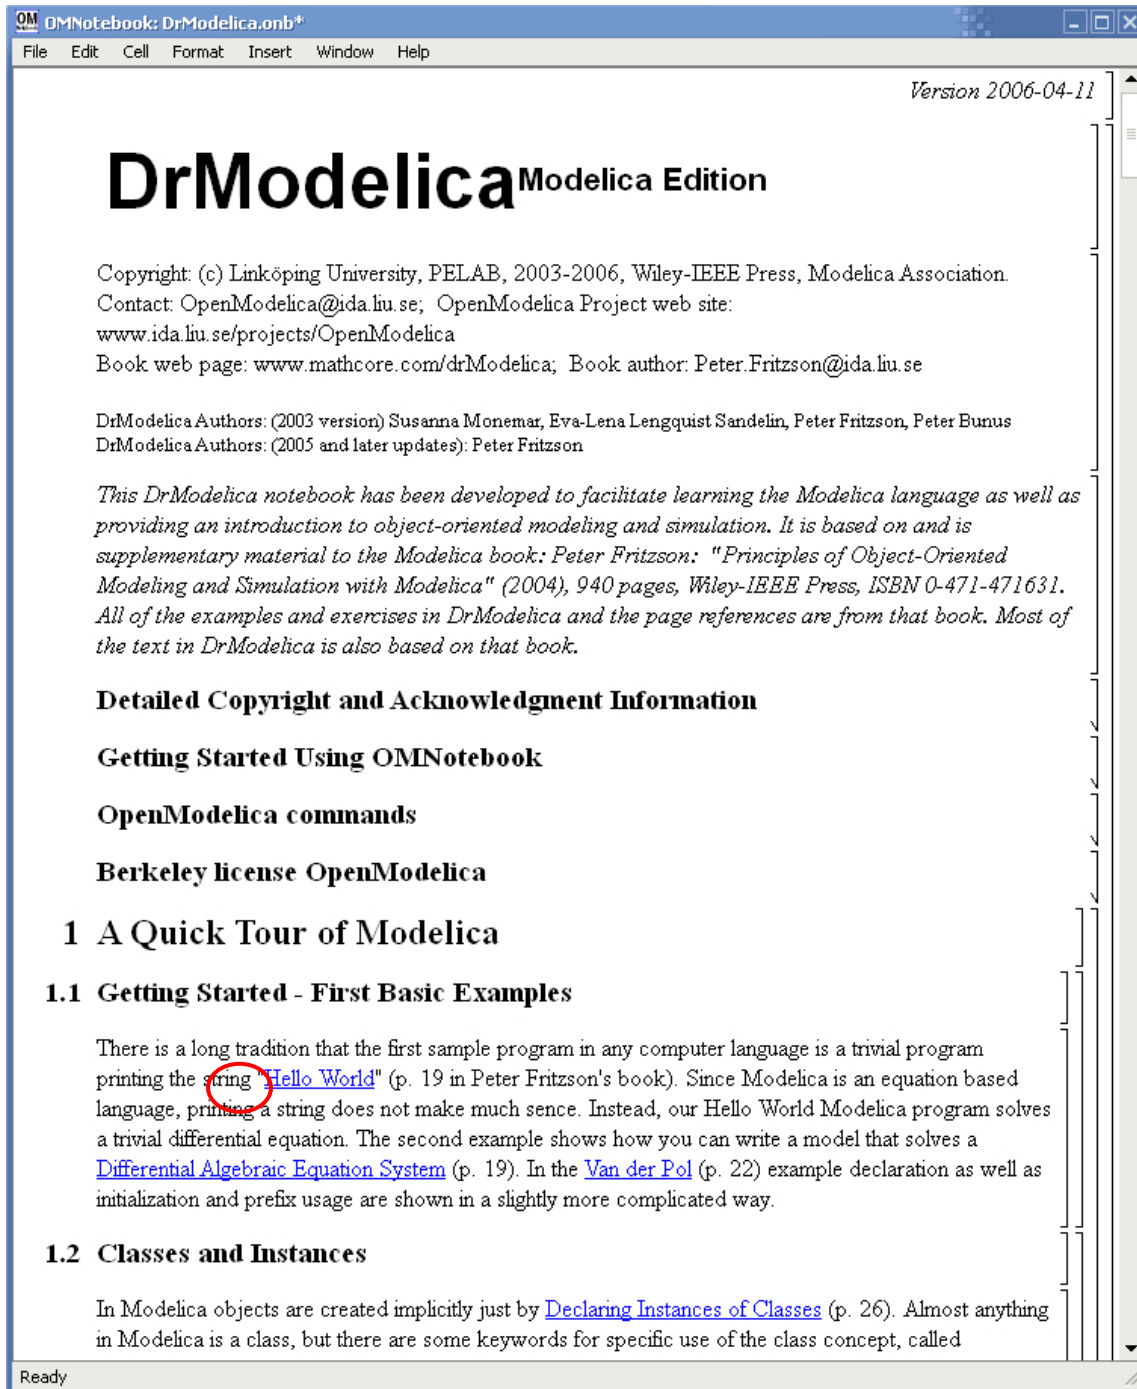 OMNotebook: DrModelica.onb*
File Edit Cell Format Insert Window Help
Version 2006-04-11
DrModelica Modelica Edition
Copyright: (c) Linköping University, PELAB, 2003-2006, Wiley-IEEE Press, Modelica Association.
Contact: OpenModelica@ida.liu.se; OpenModelica Project web site:
www.ida.liu.se/projects/OpenModelica
Book web page: www.mathcore.com/drModelica; Book author: Peter.Fritzson@ida.liu.se
DrModelica Authors: (2003 version) Susanna Monemar, Eva-Lena Lengquist Sandelin, Peter Fritzson, Peter Bunus
DrModelica Authors: (2005 and later updates): Peter Fritzson
This DrModelica notebook has been developed to facilitate learning the Modelica language as well as
providing an introduction to object-oriented modeling and simulation. It is based on and is
supplementary material to the Modelica book: Peter Fritzson: "Principles of Object-Oriented
Modeling and Simulation with Modelica" (2004), 940 pages, Wiley-IEEE Press, ISBN 0-471-471631.
All of the examples and exercises in DrModelica and the page references are from that book. Most of
the text in DrModelica is also based on that book.
Detailed Copyright and Acknowledgment Information
Getting Started Using OMNotebook
OpenModelica commands
Berkeley license OpenModelica
1 A Quick Tour of Modelica
1.1 Getting Started - First Basic Examples
There is a long tradition that the first sample program in any computer language is a trivial program
printing the string "Hello World" (p. 19 in Peter Fritzson's book). Since Modelica is an equation based
language, printing a string does not make much sence. Instead, our Hello World Modelica program solves
a trivial differential equation. The second example shows how you can write a model that solves a
Differential Algebraic Equation System (p. 19). In the Van der Pol (p. 22) example declaration as well as
initialization and prefix usage are shown in a slightly more complicated way.
1.2 Classes and Instances
In Modelica objects are created implicitly just by Declaring Instances of Classes (p. 26). Almost anything
in Modelica is a class, but there are some keywords for specific use of the class concept, called
Ready